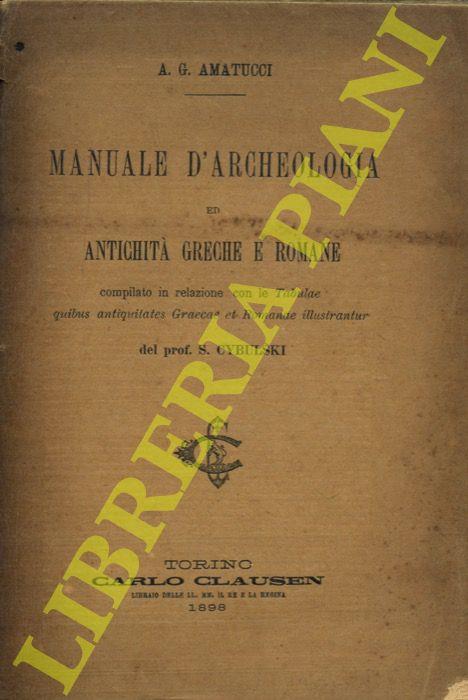 A. G. AMATUCCI
MANUALE D'ARCHEOLOGIA
ED
ANTICHITÀ GRECHE E ROMANE
compilato in relazione con le Tabulae
quibus antiquitates Graecae et Romanae illustrantur
del prof. S. CYBULSKI
CC
TORINO
CARLO CLAUSEN
LIBRAIO DELLE LL. MM. IL RE E LA REGINA
1898
LIBRERIA PIANI